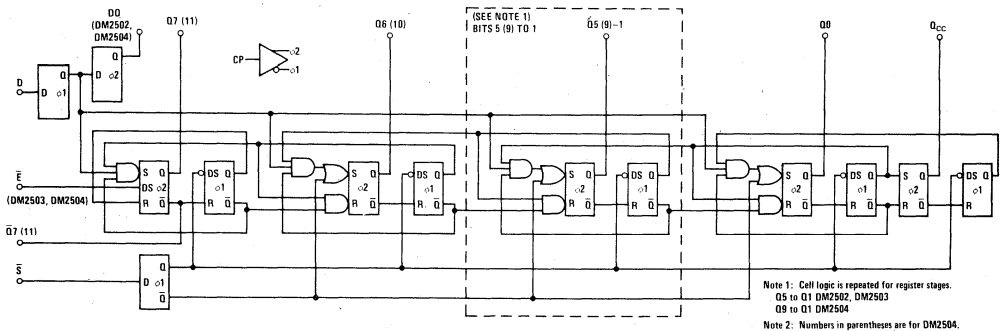 DO
(DM2502,
DM2504)
Q7 (11)
Q6 (10)
(SEE NOTE 1)
BITS 5 (9) TO 1
Q5 (9)–1
Q0
QCC
CP
ϕ2
ϕ1
Q
D ϕ2
D
Q
D ϕ1
S Q
DS ϕ2
R Q̅
DS Q
ϕ1
R Q̅
S Q
ϕ2
R Q̅
DS Q
ϕ1
R Q̅
S Q
ϕ2
R Q̅
DS Q
ϕ1
R Q̅
S Q
ϕ2
R Q̅
DS Q
ϕ1
R Q̅
S Q
ϕ2
R Q̅
DS Q
ϕ1
R
E̅
(DM2503, DM2504)
Q̅7 (11)
S̅
Q
D ϕ1
Q̅
Note 1: Cell logic is repeated for register stages.
Q5 to Q1 DM2502, DM2503
Q9 to Q1 DM2504
Note 2: Numbers in parentheses are for DM2504.